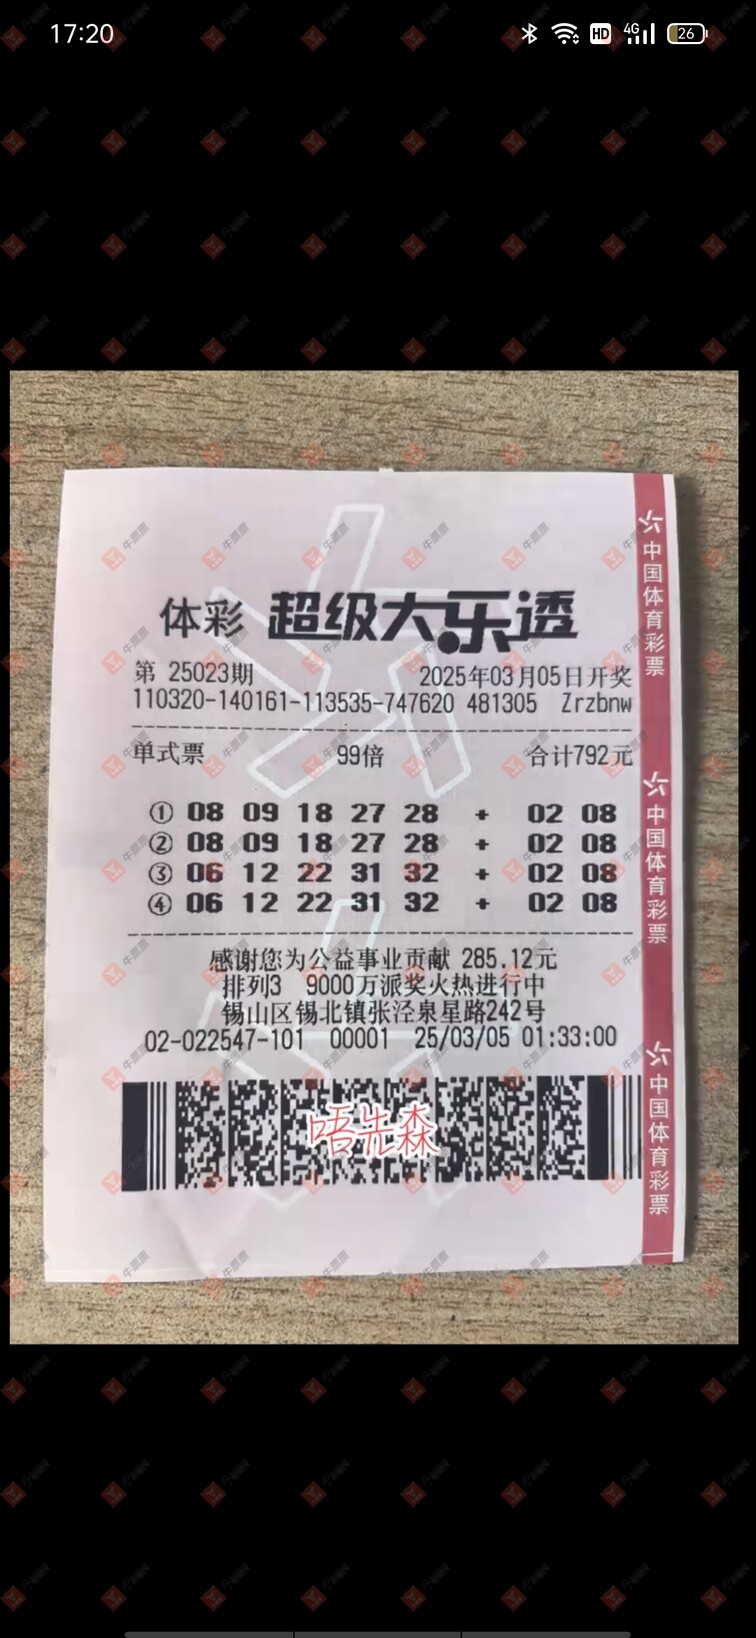 17:20
HD 4G 26
体彩 超级大乐透
第 25023期 2025年03月05日开奖
110320-140161-113535-747620 481305 Zrzbnw
单式票 99倍 合计792元
① 08 09 18 27 28 + 02 08
② 08 09 18 27 28 + 02 08
③ 06 12 22 31 32 + 02 08
④ 06 12 22 31 32 + 02 08
感谢您为公益事业贡献 285.12元
排列3 9000万派奖火热进行中
锡山区锡北镇张泾泉星路242号
02-022547-101 00001 25/03/05 01:33:00
唔先森
中国体育彩票
中国体育彩票
中国体育彩票